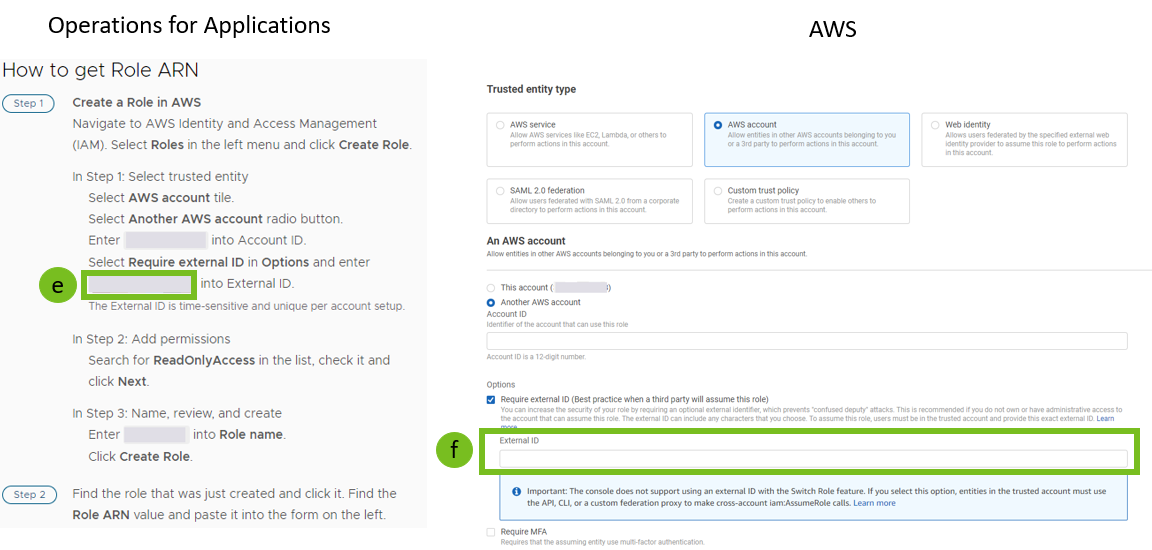 Operations for Applications
How to get Role ARN
Step 1
Create a Role in AWS
Navigate to AWS Identity and Access Management
(IAM). Select Roles in the left menu and click Create Role.
In Step 1: Select trusted entity
Select AWS account tile.
Select Another AWS account radio button.
Enter into Account ID.
Select Require external ID in Options and enter
e
into External ID.
The External ID is time-sensitive and unique per account setup.
In Step 2: Add permissions
Search for ReadOnlyAccess in the list, check it and
click Next.
In Step 3: Name, review, and create
Enter into Role name.
Click Create Role.
Step 2
Find the role that was just created and click it. Find the
Role ARN value and paste it into the form on the left.
AWS
Trusted entity type
AWS service
Allow AWS services like EC2, Lambda, or others to
perform actions in this account.
AWS account
Allow entities in other AWS accounts belonging to you
or a 3rd party to perform actions in this account.
Web identity
Allows users federated by the specified external web
identity provider to assume this role to perform actions
in this account.
SAML 2.0 federation
Allow users federated with SAML 2.0 from a corporate
directory to perform actions in this account.
Custom trust policy
Create a custom trust policy to enable others to
perform actions in this account.
An AWS account
Allow entities in other AWS accounts belonging to you or a 3rd party to perform actions in this account.
This account ( )
Another AWS account
Account ID
Identifier of the account that can use this role
Account ID is a 12-digit number.
Options
Require external ID (Best practice when a third party will assume this role)
You can increase the security of your role by requiring an optional external identifier, which prevents "confused deputy" attacks. This is recommended if you do not own or have administrative access to
the account that can assume this role. The external ID can include any characters that you choose. To assume this role, users must be in the trusted account and provide this exact external ID. Learn
more
f
External ID
Important: The console does not support using an external ID with the Switch Role feature. If you select this option, entities in the trusted account must use
the API, CLI, or a custom federation proxy to make cross-account iam:AssumeRole calls. Learn more
Require MFA
Requires that the assuming entity use multi-factor authentication.